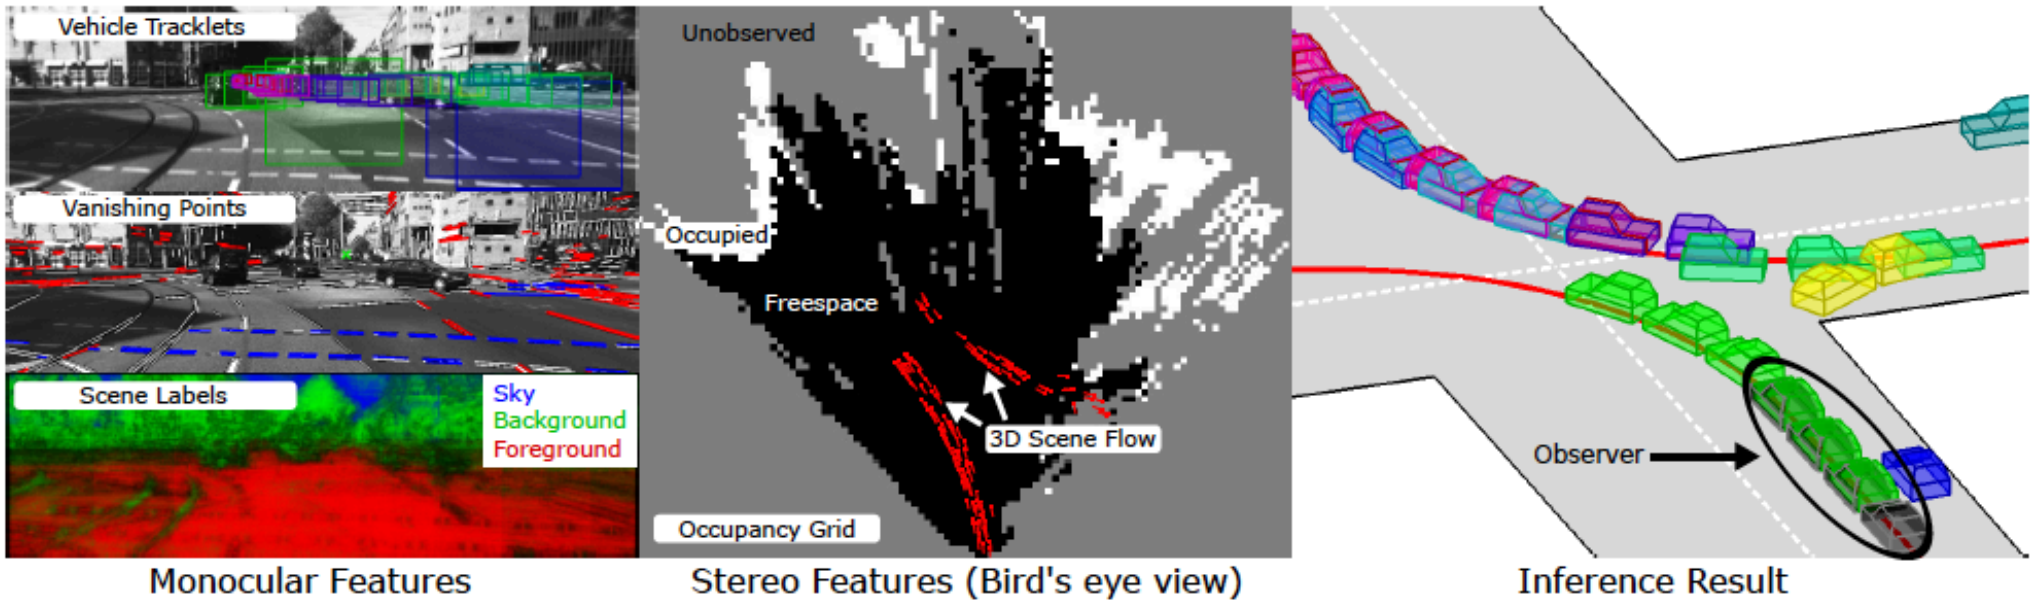 Vehicle Tracklets
Vanishing Points
Scene Labels
Sky
Background
Foreground
Monocular Features
Unobserved
Occupied
Freespace
3D Scene Flow
Occupancy Grid
Stereo Features (Bird's eye view)
Observer
Inference Result